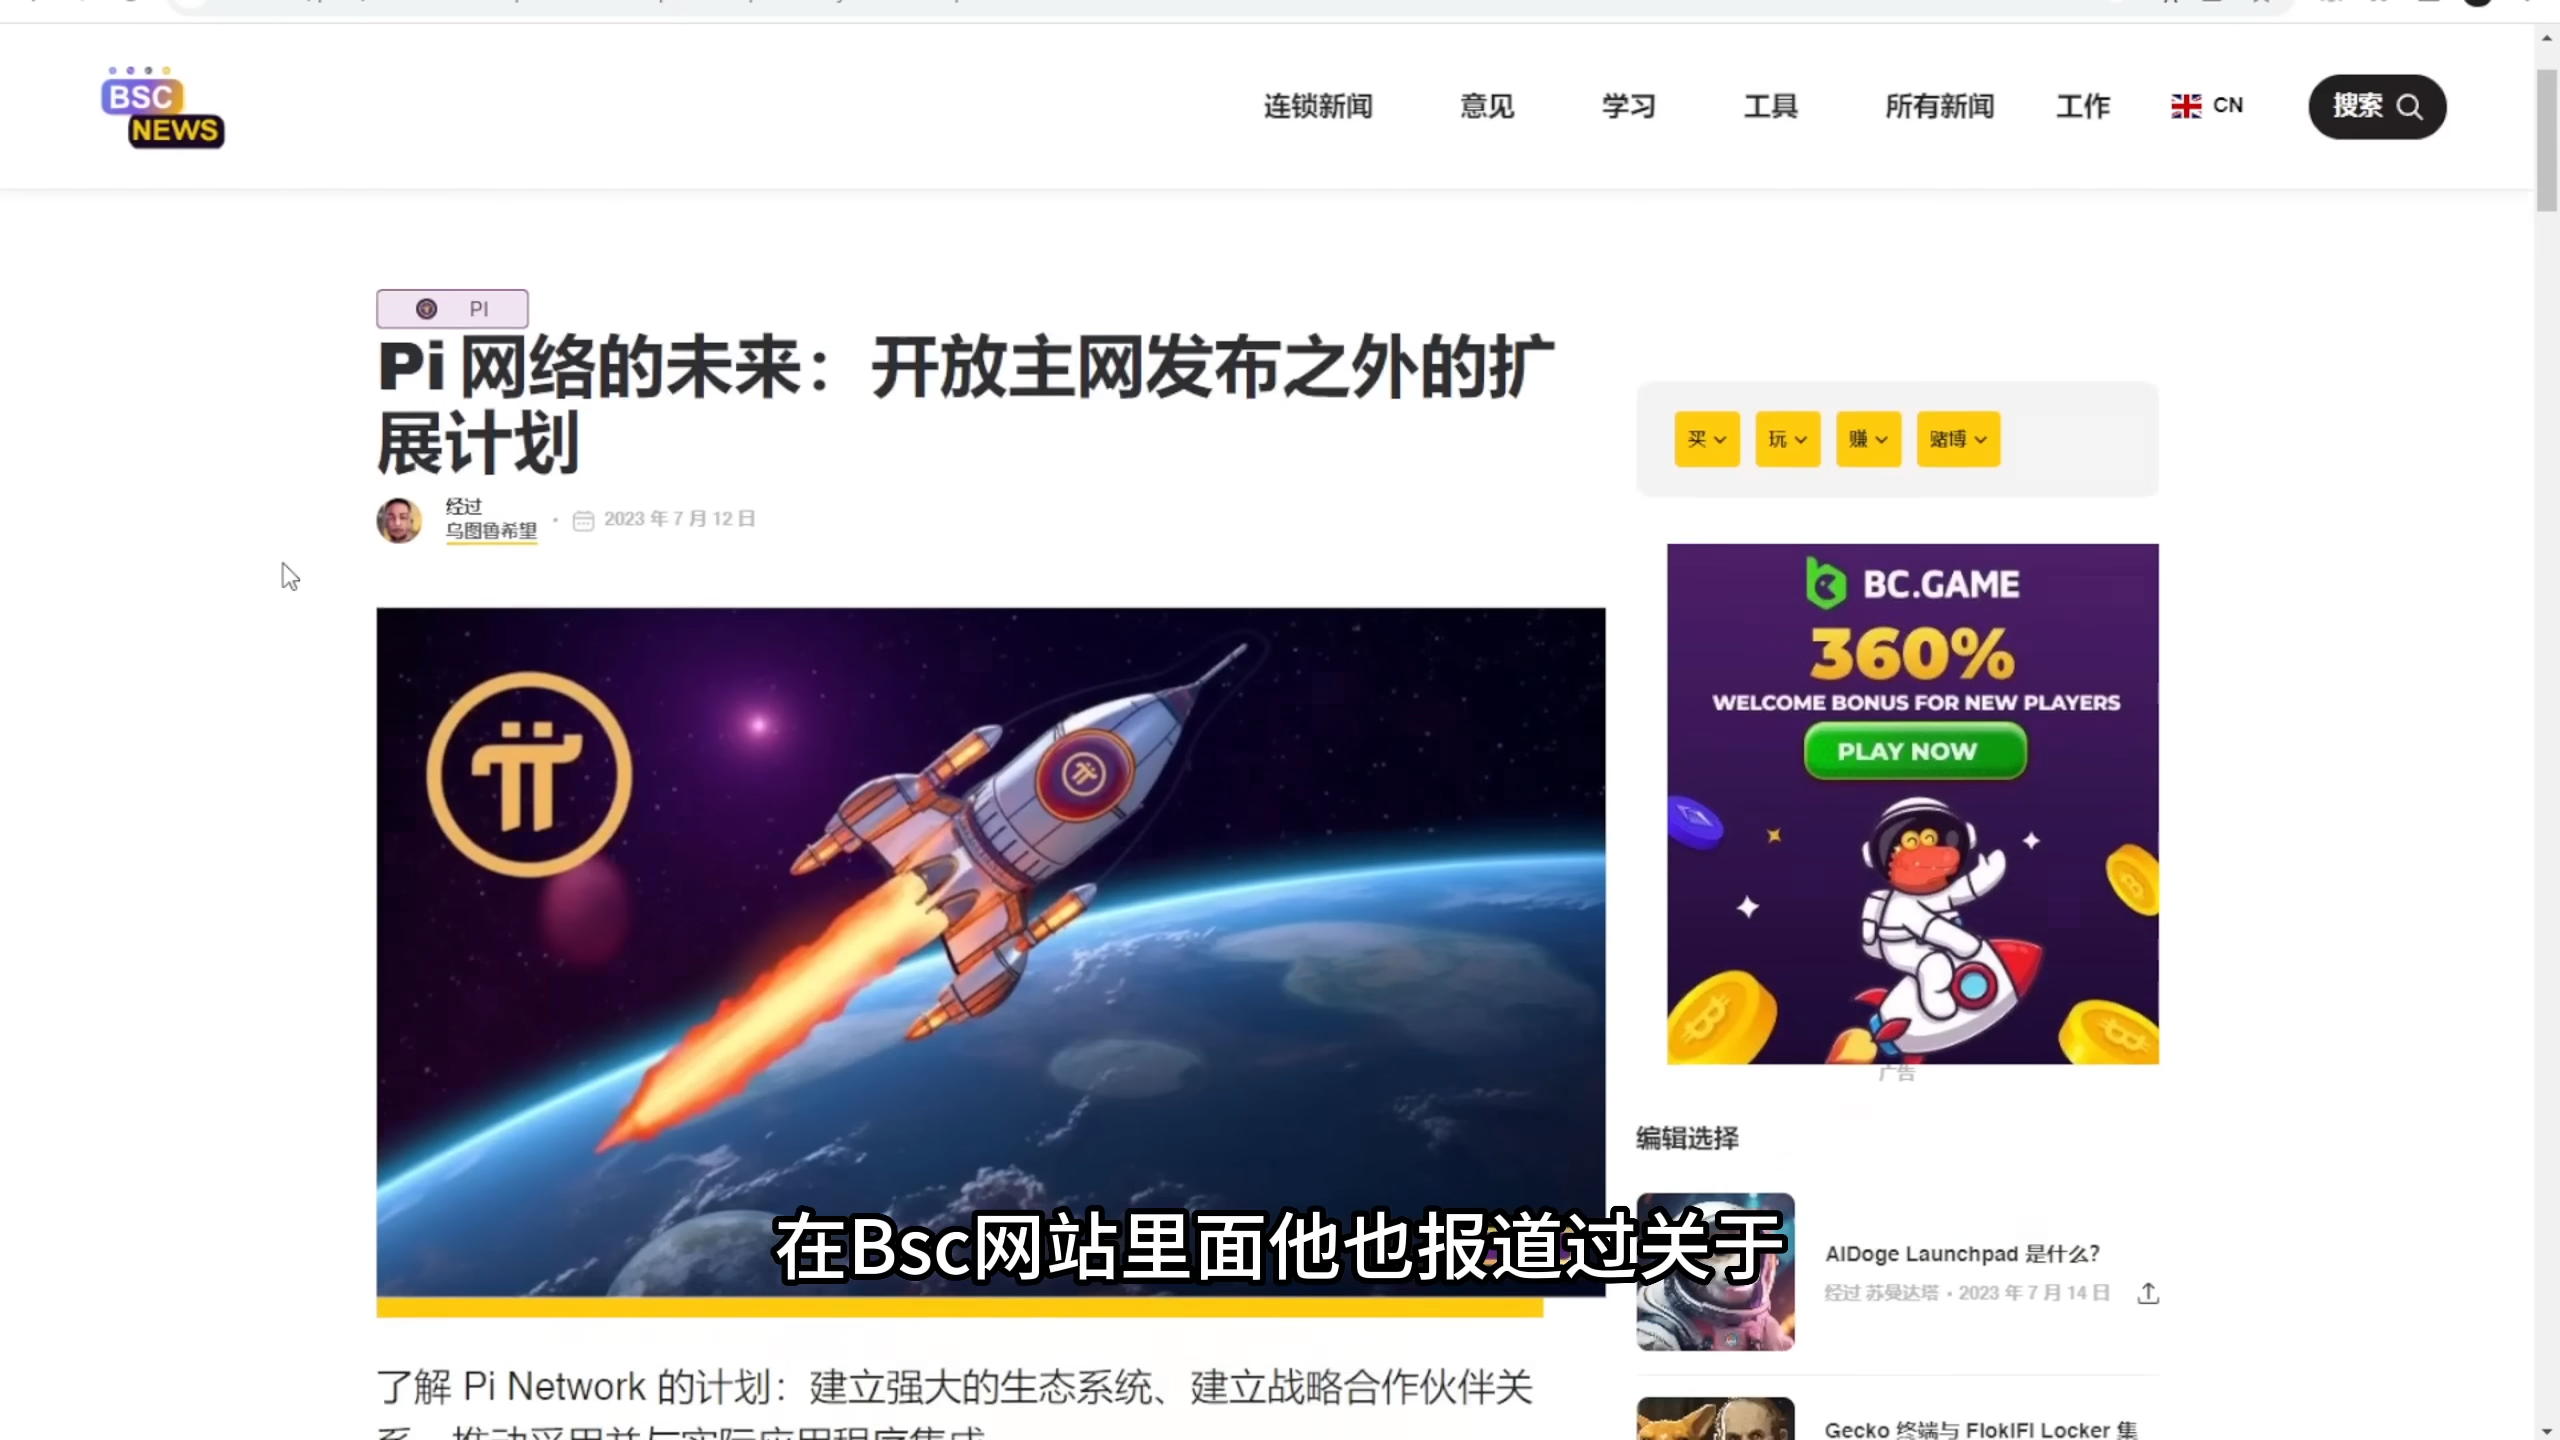 BSC
NEWS
连锁新闻
意见
学习
工具
所有新闻
工作
CN
搜索
PI
Pi 网络的未来：开放主网发布之外的扩
展计划
经过
乌图鲁希望
2023 年 7 月 12 日
买
玩
赚
赌博
BC.GAME
360%
WELCOME BONUS FOR NEW PLAYERS
PLAY NOW
广告
编辑选择
在Bsc网站里面他也报道过关于
AIDoge Launchpad 是什么？
经过 苏曼达塔 • 2023 年 7 月 14 日
了解 Pi Network 的计划：建立强大的生态系统、建立战略合作伙伴关
Gecko 终端与 FlokIFI Locker 集